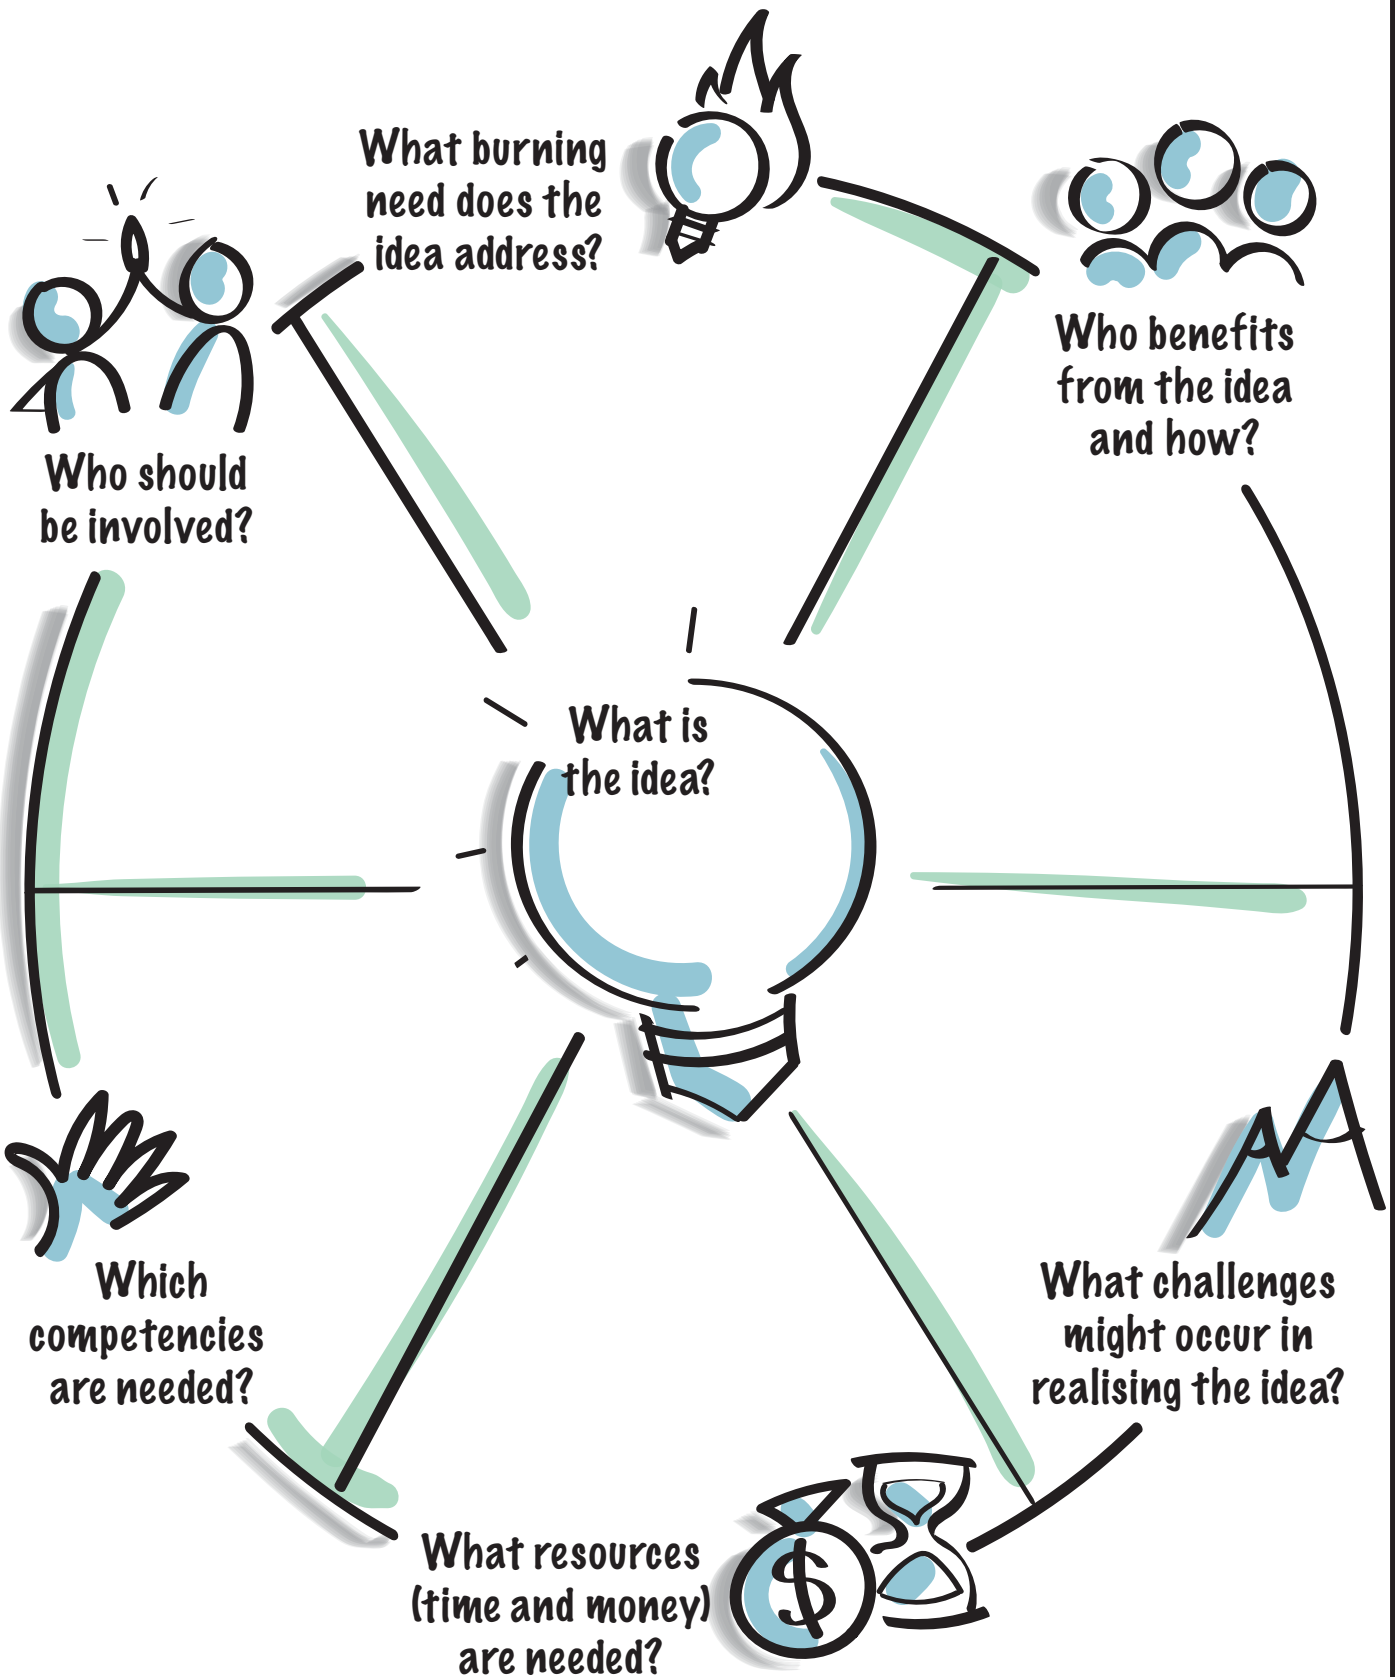 What burning
need does the
idea address?
Who benefits
from the idea
and how?
Who should
be involved?
What is
the idea?
Which
competencies
are needed?
What challenges
might occur in
realising the idea?
What resources
(time and money)
are needed?
$